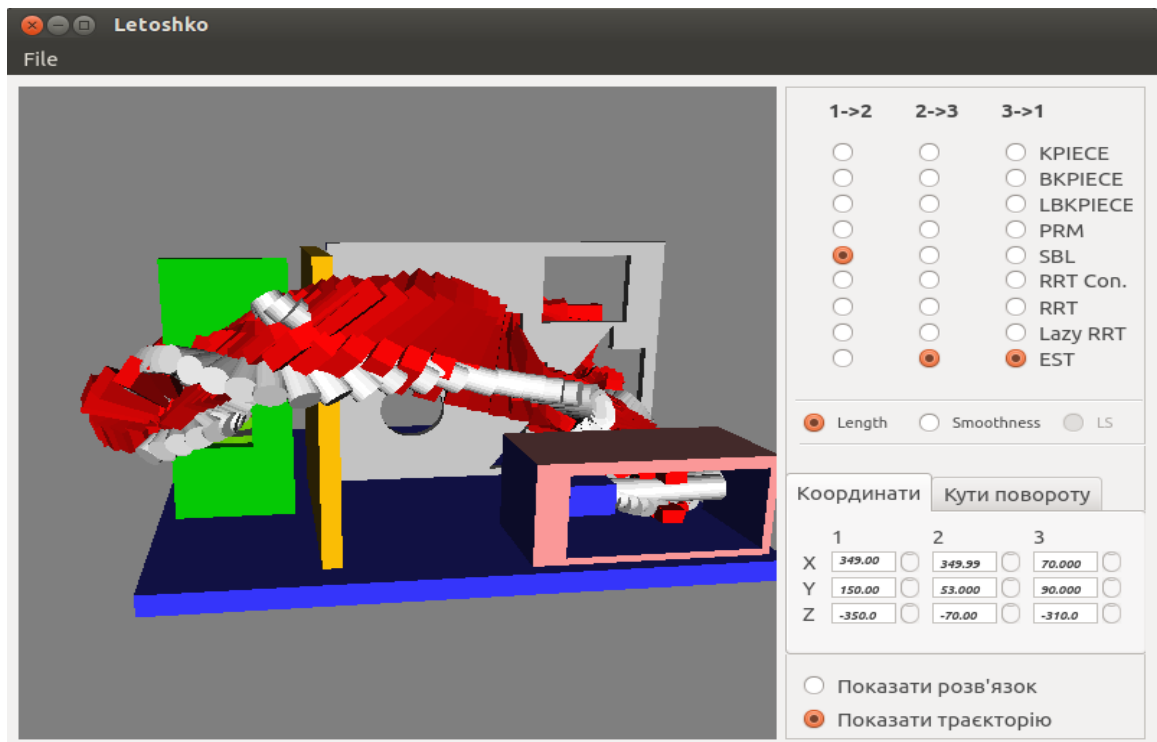 Letoshko
File
1->2 2->3 3->1
KPIECE
BKPIECE
LBKPIECE
PRM
SBL
RRT Con.
RRT
Lazy RRT
EST
Length Smoothness LS
Координати Кути повороту
1 2 3
X 349.00 349.99 70.000
Y 150.00 53.000 90.000
Z -350.0 -70.00 -310.0
Показати розв'язок
Показати траєкторію